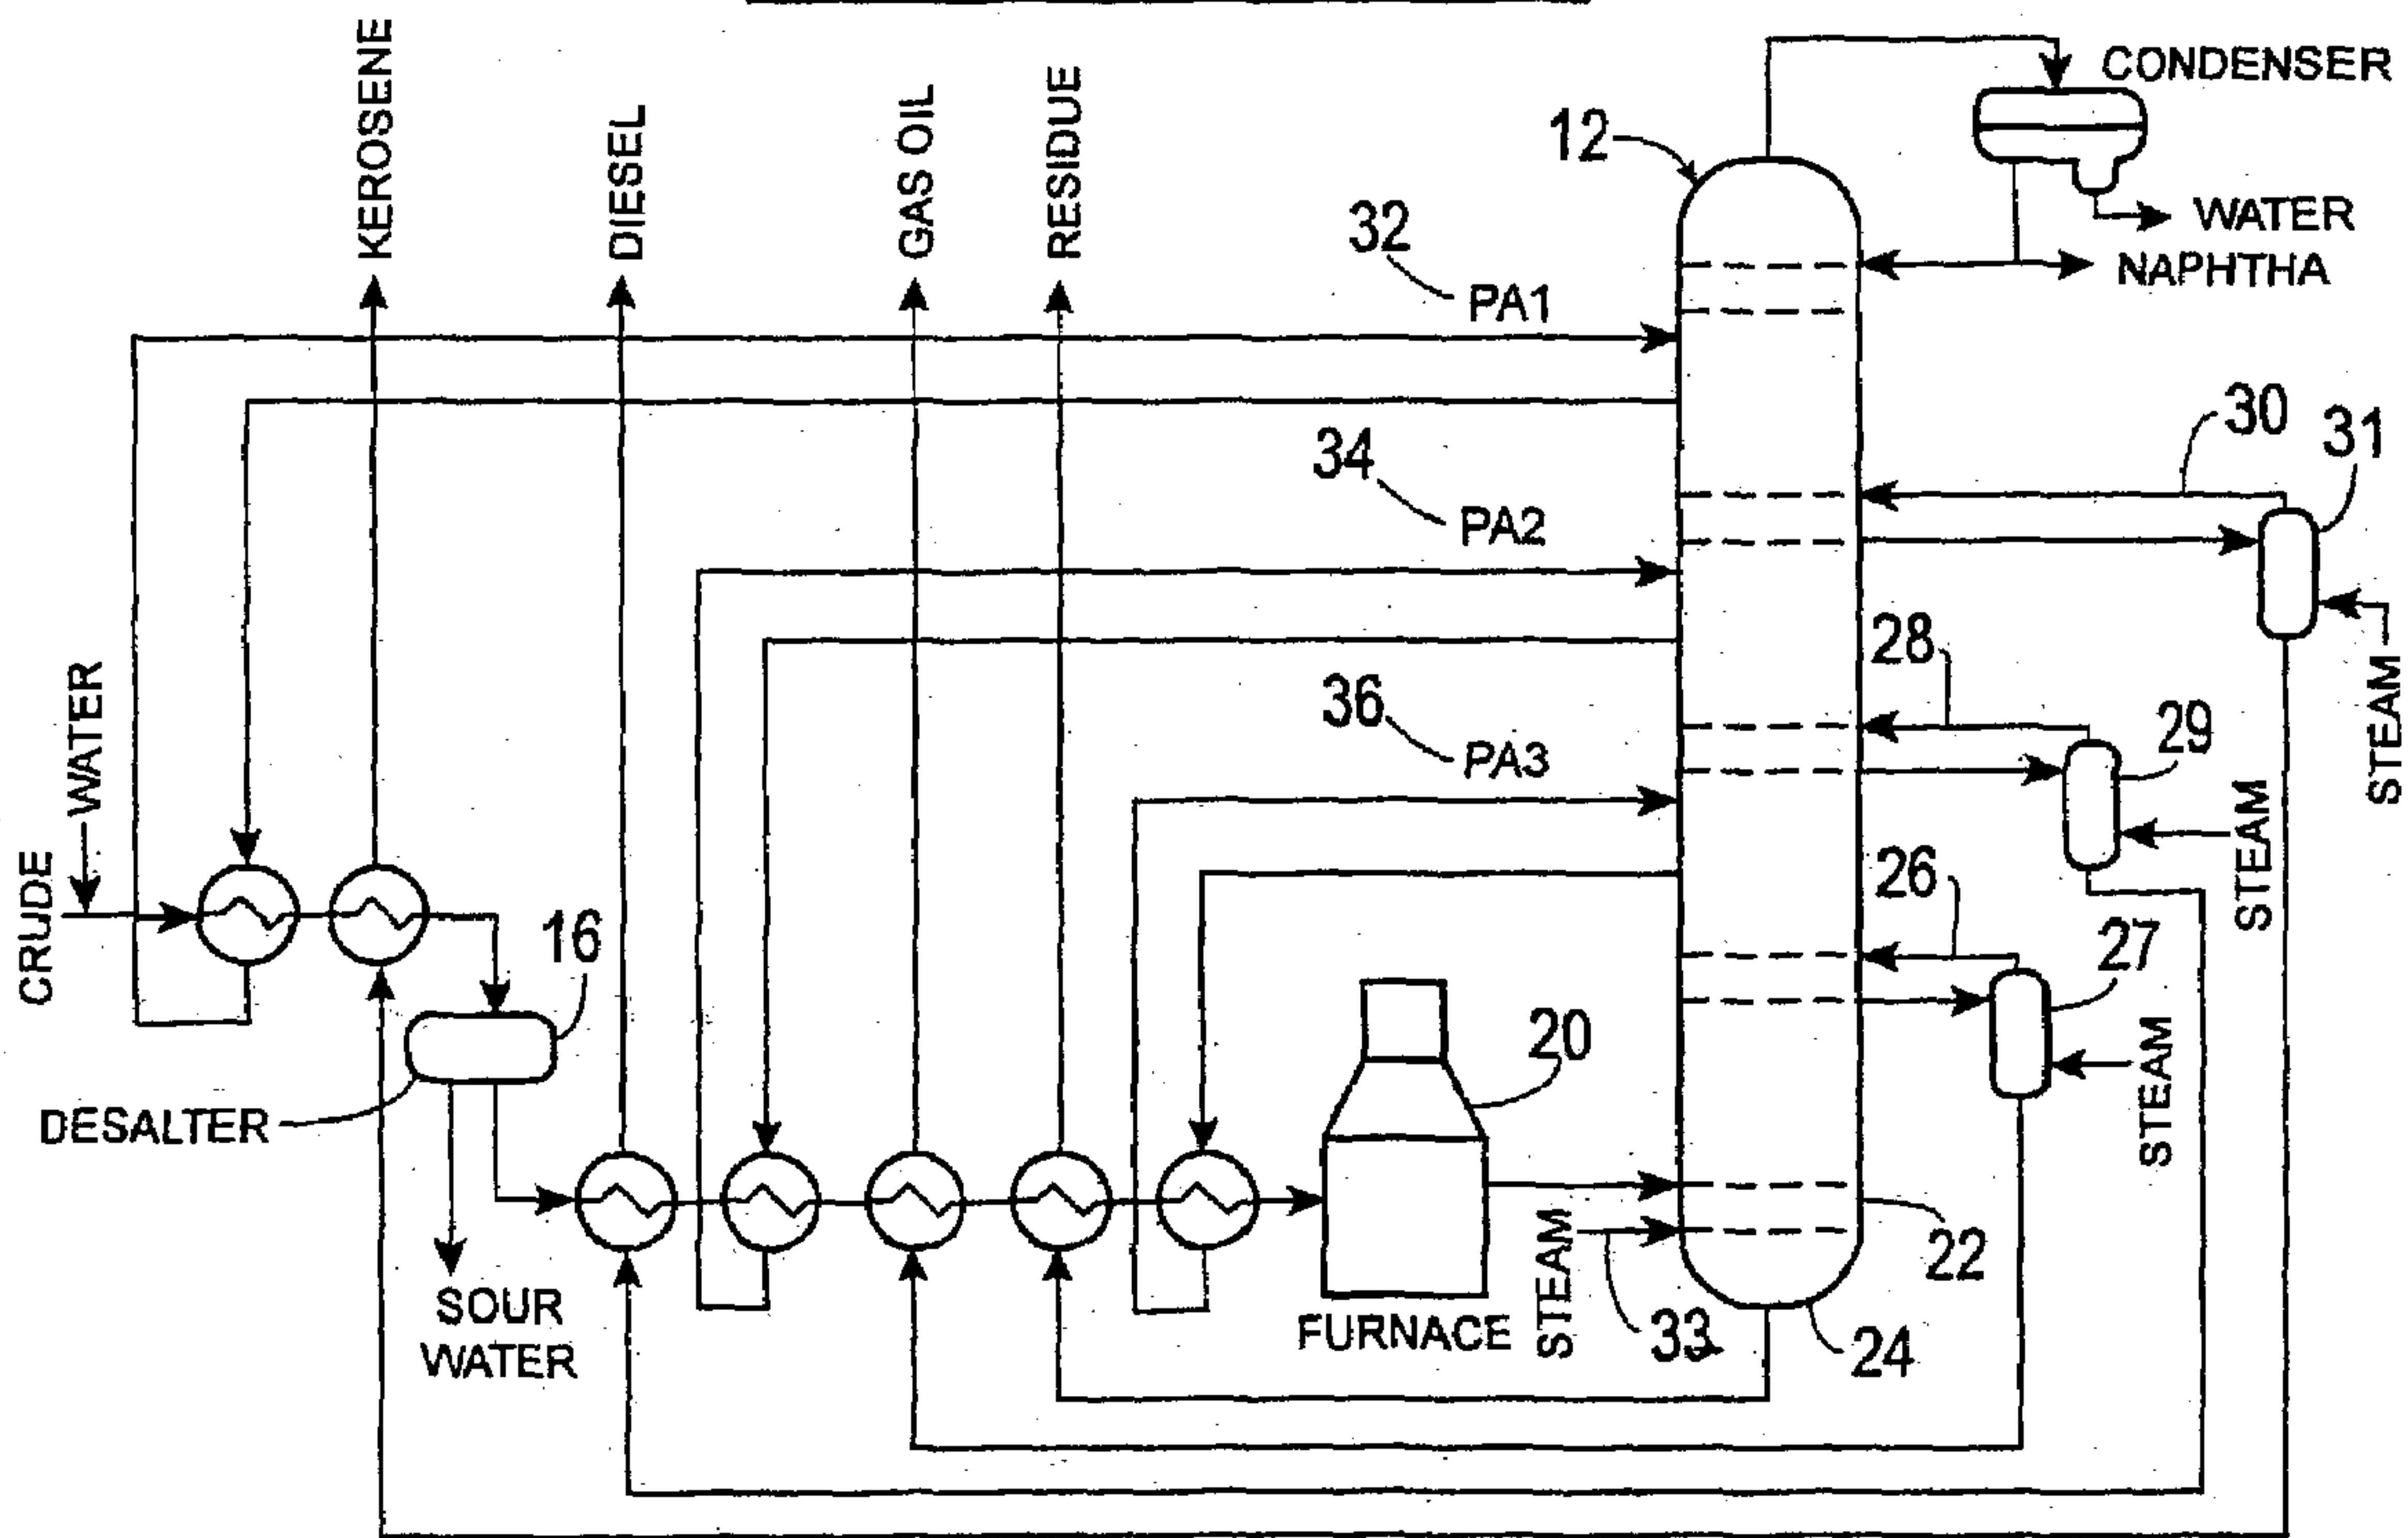 KEROSENE
DIESEL
GAS OIL
RESIDUE
CONDENSER
12
WATER
NAPHTHA
32
PA1
30
31
34
PA2
STEAM
28
29
36
PA3
STEAM
WATER
CRUDE
26
27
16
STEAM
20
DESALTER
SOUR
WATER
FURNACE
STEAM
33
22
24